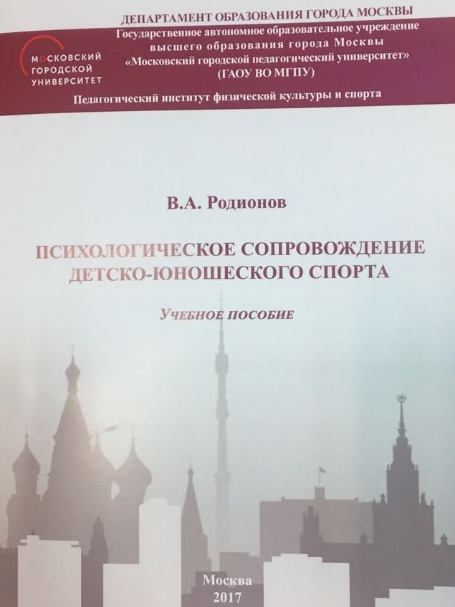 ДЕПАРТАМЕНТ ОБРАЗОВАНИЯ ГОРОДА МОСКВЫ
Государственное автономное образовательное учреждение
высшего образования города Москвы
«Московский городской педагогический университет»
(ГАОУ ВО МГПУ)
МОСКОВСКИЙ
ГОРОДСКОЙ
УНИВЕРСИТЕТ
Педагогический институт физической культуры и спорта
В.А. Родионов
ПСИХОЛОГИЧЕСКОЕ СОПРОВОЖДЕНИЕ
ДЕТСКО-ЮНОШЕСКОГО СПОРТА
УЧЕБНОЕ ПОСОБИЕ
Москва
2017